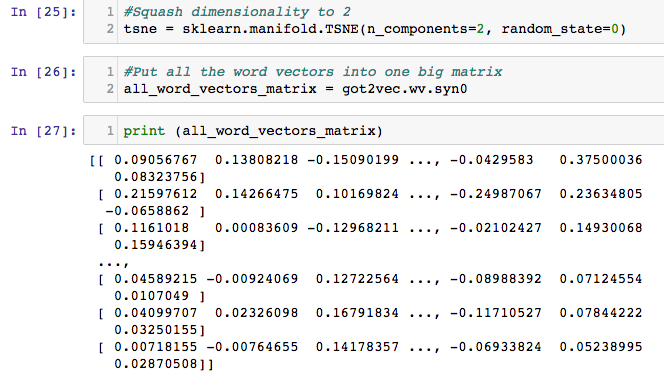 In [25]: 1 #Squash dimensionality to 2
2 tsne = sklearn.manifold.TSNE(n_components=2, random_state=0)
In [26]: 1 #Put all the word vectors into one big matrix
2 all_word_vectors_matrix = got2vec.wv.syn0
In [27]: 1 print (all_word_vectors_matrix)
[[ 0.09056767 0.13808218 -0.15090199 ..., -0.0429583 0.37500036
0.08323756]
[ 0.21597612 0.14266475 0.10169824 ..., -0.24987067 0.23634805
-0.0658862 ]
[ 0.1161018 0.00083609 -0.12968211 ..., -0.02102427 0.14930068
0.15946394]
...,
[ 0.04589215 -0.00924069 0.12722564 ..., -0.08988392 0.07124554
0.0107049 ]
[ 0.04099707 0.02326098 0.16791834 ..., -0.11710527 0.07844222
0.03250155]
[ 0.00718155 -0.00764655 0.14178357 ..., -0.06933824 0.05238995
0.02870508]]